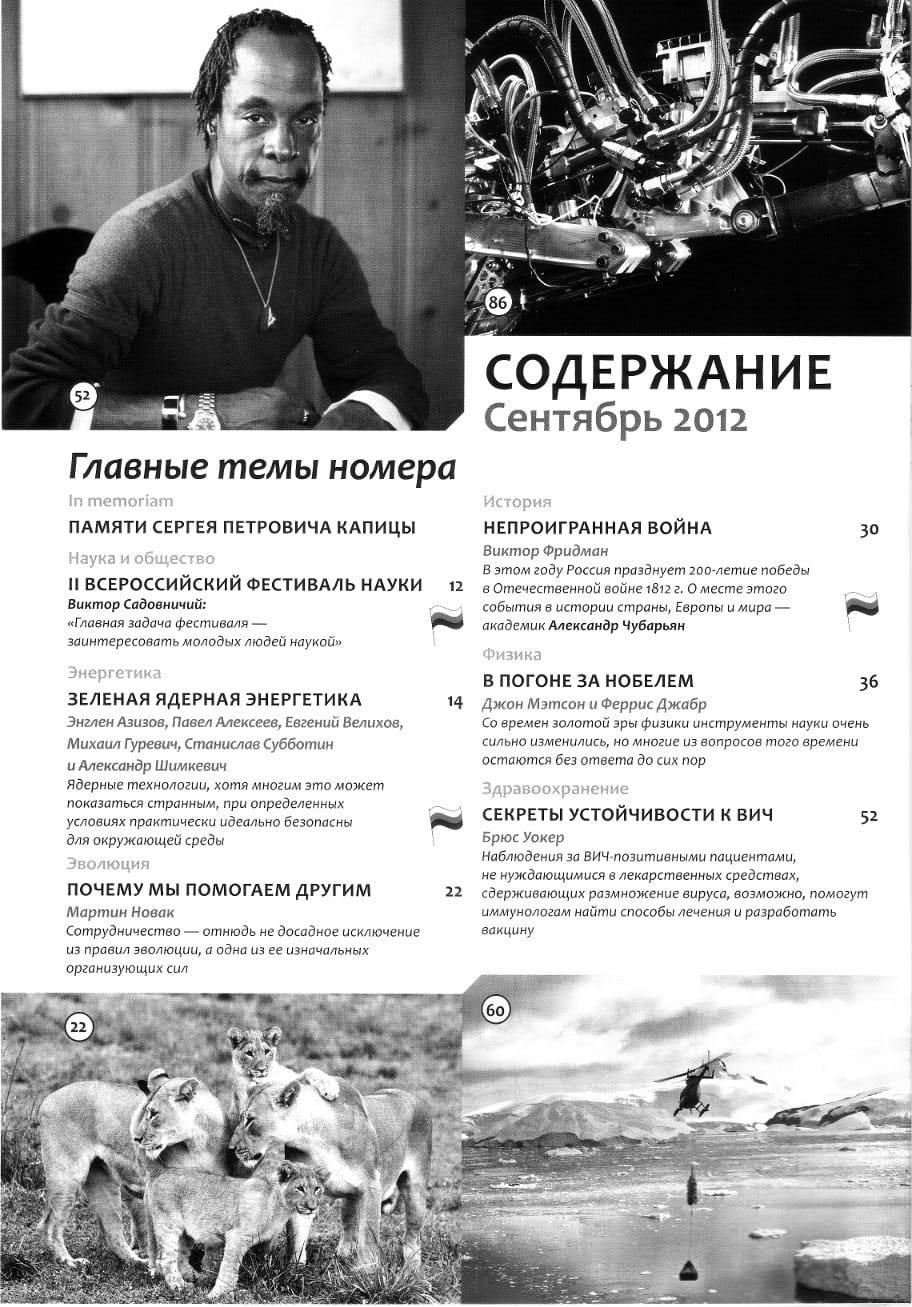 52
86
СОДЕРЖАНИЕ
Сентябрь 2012
Главные темы номера
In memoriam
ПАМЯТИ СЕРГЕЯ ПЕТРОВИЧА КАПИЦЫ
Наука и общество
II ВСЕРОССИЙСКИЙ ФЕСТИВАЛЬ НАУКИ 12
Виктор Садовничий:
«Главная задача фестиваля —
заинтересовать молодых людей наукой»
Энергетика
ЗЕЛЕНАЯ ЯДЕРНАЯ ЭНЕРГЕТИКА 14
Энглен Азизов, Павел Алексеев, Евгений Велихов,
Михаил Гуревич, Станислав Субботин
и Александр Шимкевич
Ядерные технологии, хотя многим это может
показаться странным, при определенных
условиях практически идеально безопасны
для окружающей среды
Эволюция
ПОЧЕМУ МЫ ПОМОГАЕМ ДРУГИМ 22
Мартин Новак
Сотрудничество — отнюдь не досадное исключение
из правил эволюции, а одна из ее изначальных
организующих сил
История
НЕПРОИГРАННАЯ ВОЙНА 30
Виктор Фридман
В этом году Россия празднует 200-летие победы
в Отечественной войне 1812 г. О месте этого
события в истории страны, Европы и мира —
академик Александр Чубарьян
Физика
В ПОГОНЕ ЗА НОБЕЛЕМ 36
Джон Мэтсон и Феррис Джабр
Со времен золотой эры физики инструменты науки очень
сильно изменились, но многие из вопросов того времени
остаются без ответа до сих пор
Здравоохранение
СЕКРЕТЫ УСТОЙЧИВОСТИ К ВИЧ 52
Брюс Уокер
Наблюдения за ВИЧ-позитивными пациентами,
не нуждающимися в лекарственных средствах,
сдерживающих размножение вируса, возможно, помогут
иммунологам найти способы лечения и разработать
вакцину
22
60